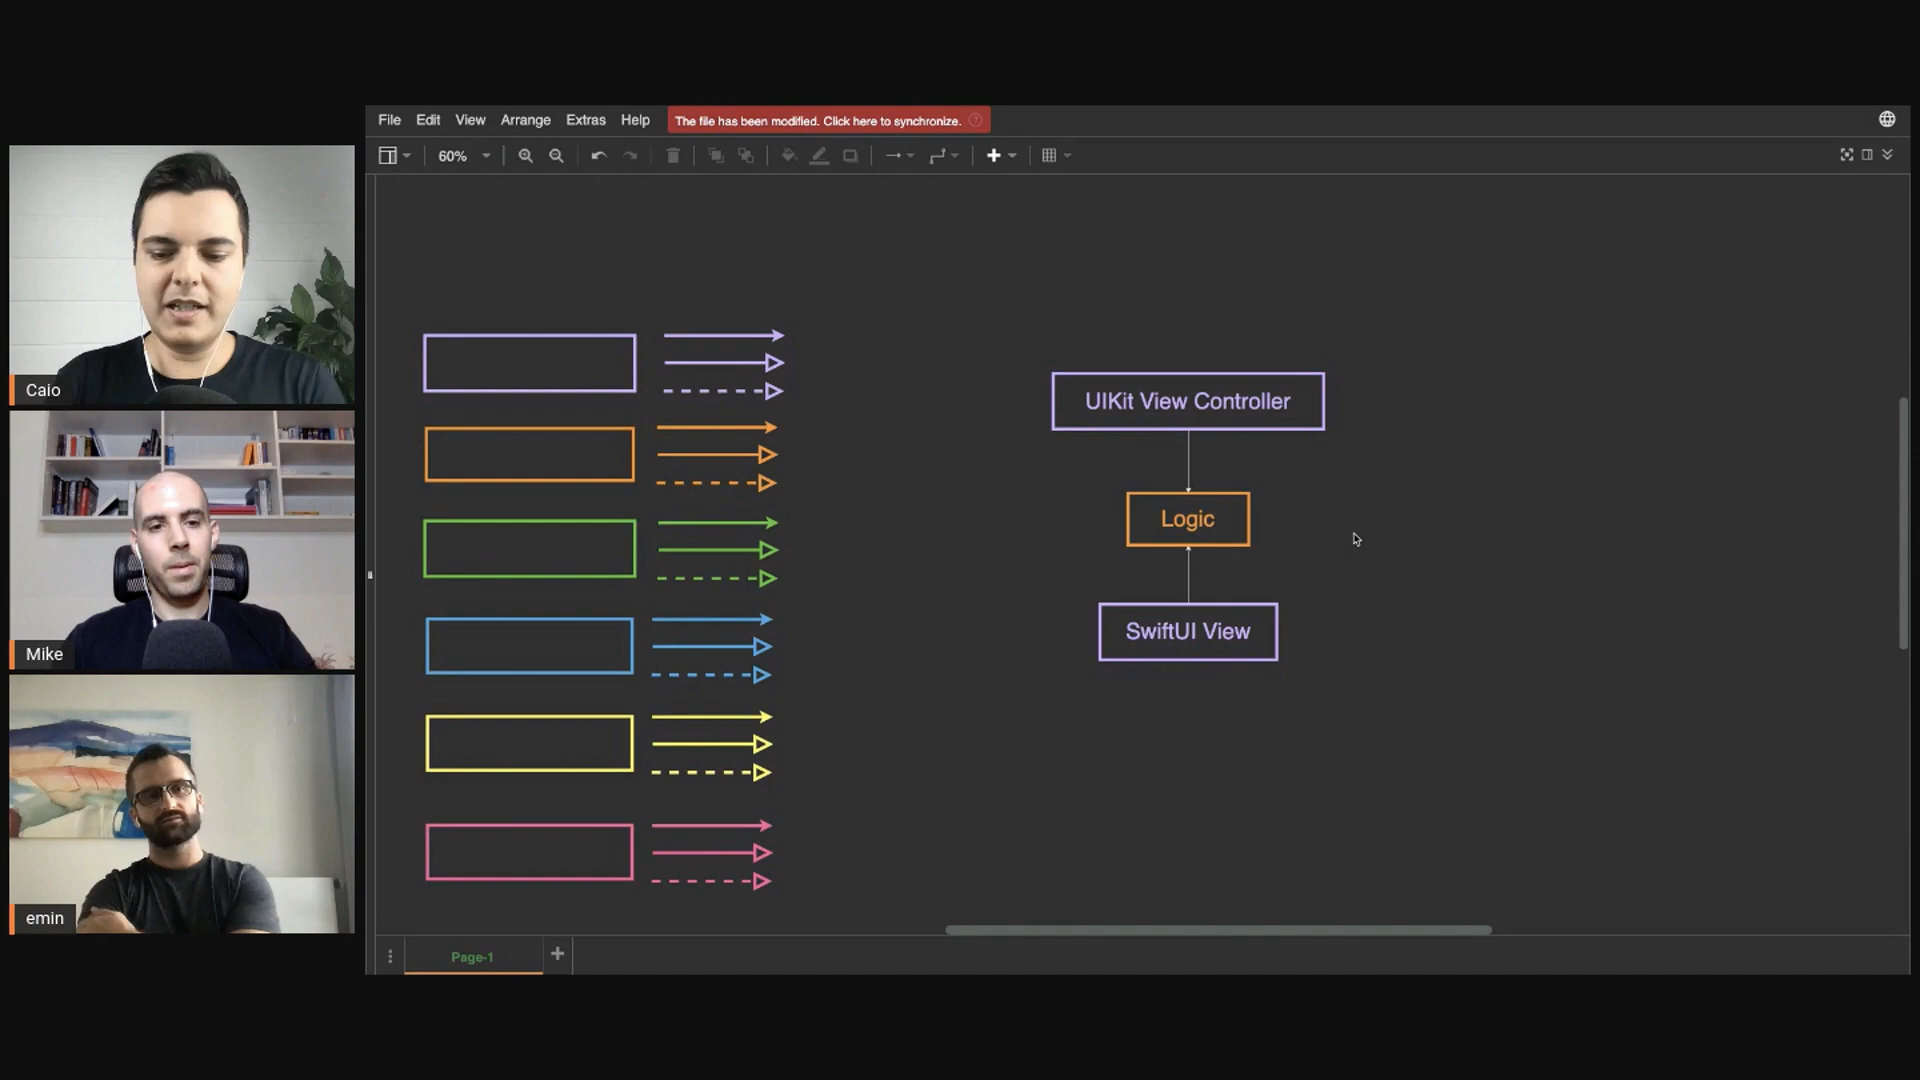 File Edit View Arrange Extras Help The file has been modified. Click here to synchronize.
60%
Caio
Mike
emin
UIKit View Controller
Logic
SwiftUI View
Page-1